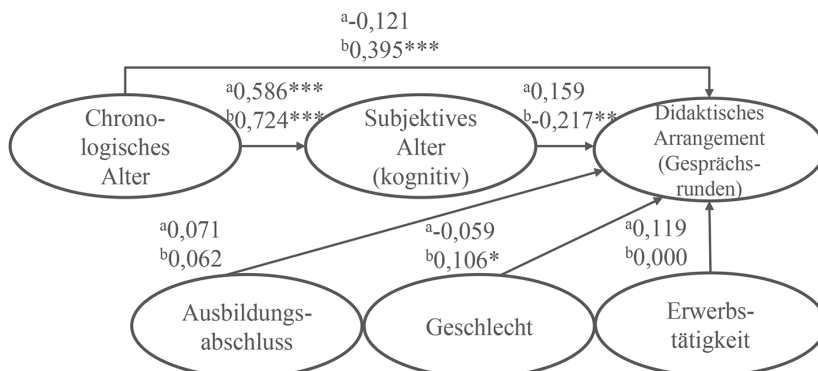 ᵃ-0,121
ᵇ0,395***
ᵃ0,586***
ᵇ0,724***
ᵃ0,159
ᵇ-0,217**
Chrono-
logisches
Alter
Subjektives
Alter
(kognitiv)
Didaktisches
Arrangement
(Gesprächs-
runden)
ᵃ0,071
ᵇ0,062
ᵃ-0,059
ᵇ0,106*
ᵃ0,119
ᵇ0,000
Ausbildungs-
abschluss
Geschlecht
Erwerbs-
tätigkeit